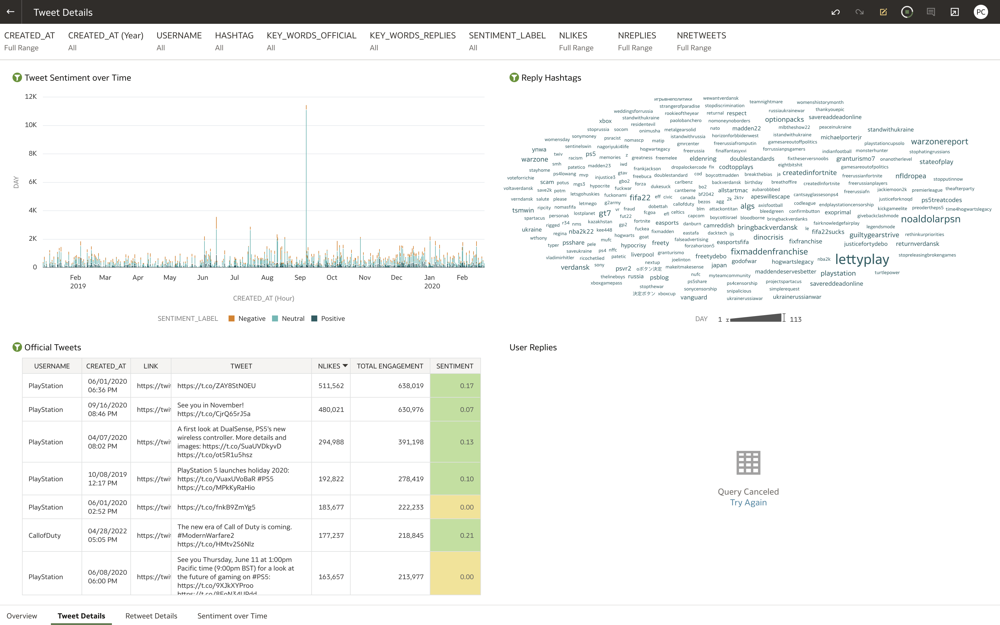 Tweet Details
PC
CREATED_AT CREATED_AT (Year) USERNAME HASHTAG KEY_WORDS_OFFICIAL KEY_WORDS_REPLIES SENTIMENT_LABEL NLIKES NREPLIES NRETWEETS
Full Range All All All All All All Full Range Full Range Full Range
Tweet Sentiment over Time
12K
10K
8K
6K
4K
2K
0
DAY
Feb Mar Apr May Jun Jul Aug Sep Oct Nov Dec Jan Feb
2019 2020
CREATED_AT (Hour)
SENTIMENT_LABEL Negative Neutral Positive
Reply Hashtags
игрывнеполитики wewantverdansk
teamnightmare womenshistorymonth
strangerofparadise stopdiscrimination
weddingsforrussia rookieoftheyear returnal respect russiaukrainewar thankyouepic
standwithukraine paolobanchero nomoneynoborders optionpacks savereaddeadonline
xbox residentevil
stoprussia socom onimusha metalgearsolid nato madden22 mlbtheshow22 peaceinukraine standwithukraine
womensday sonymoney psracist nomascp matip istandwithrussia horizonforbbidenwest istandwithukraine michaelporterjr
sentinelswin nagoriyuki4life gmrcenter freerussiafromputin gamesareoutoffpolitics playstationcupsolo warzonereport
ynwa twiv ps5 hogwartegacy freerussia finalfantasyxvi forrussianpsgamers indianfootball monsterhunter stophatingrussians
warzone racism memories z greatness freemelee eldenring doublestandards fixtheserversnoobs granturismo7 onanotherlevel stateofplay
smh patetico madden23 iwd frankjackson dropalockercode fix codtopplays eightbitshit gamesareoutofpolitics
stayhome ps4lowang mvp injustice3 gtav freebuca doublestandard cod boycottmadden breakthebias ja createdinfortnite freerussianfortnite nfldropea
voteforrichie scam potus mgs3 hypocrite gbo2 forza carlbenz backverdansk birthday breathoffire createdlnfortnite freerussianplayers stopputinnow
voltaverdansk save2k potm letsgohuskies fuckwar dukesuck cantbeme bo2 allstartmac aubarobbbed freerussiafn jackiemoon2k premierleague theafterparty
verndansk salute please fuckonami fifa22 eff civic canada bf2042 2k 2ktv apeswillescape cantsayglassesonps4 justiceforknoqd ps5treatcodes
letmego g2army dobettah callofduty bezos agg axisfootball codleague endplaystationcensorship
tsmwin ripcity nomasfifa vr fraud fcgoa efl celtics blm attackontitan algs bleedgreen confirmbutton exoprimal kickgameelite preodertheps5 time4hogwartslegacy
spartacus persona6 lostplanet gt7 fut22 capcom boycottisrael bloodborne bringbackverdanks givebackclashmode noaldolarpsn
rigged r34 nms kazakhstan gp2 fortnite easports danburn camreddish bringbackverdansk le fairknowledgefairplay legendsmode
ukraine regina nba2k22 kee448 fuckea fixmadden eastafa dacktech ijs fifa22sucks guiltygearstrive rethinkurpriorities
wtfsony psshare mufc hogwarts goat falseadvertising easportsfifa dinocrisis fixfranchise
typer pele hypocrisy freety forzahorizon5 justicefortydebo returnverdansk
saveukraine ps4 nffc granturismo fixmaddenfranchise
vladimirhitler ricochetlied patetic liverpool joelinton freetydebo godofwar hogwartslegacy nba2k lettyplay stopreleasingbrokengames
verdansk sony psvr2 nextup oボタン決定 makeitmakesense japan maddendeservesbetter playstation turtlepower
thelineboys russia psblog nufc myteamcommunity
xboxgamepass stopthewar ps5share ps4censorship projectspartacus savereddeadonline
sonycensorship snipalicious simplerequest
決定ボタン xboxcup vanguard ukrainerussiawar ukrainerussianwar
DAY 1 113
Official Tweets
USERNAME CREATED_AT LINK TWEET NLIKES TOTAL ENGAGEMENT SENTIMENT
PlayStation 06/01/2020 06:36 PM https://twit https://t.co/ZAY8StN0EU 511,562 638,019 0.17
PlayStation 09/16/2020 08:46 PM https://twit See you in November! https://t.co/CjrQ65rJ5a 480,021 630,976 0.07
PlayStation 04/07/2020 08:02 PM https://twit A first look at DualSense, PS5’s new wireless controller. More details and images: https://t.co/SuaUVDkyvD https://t.co/ot5R1u5hsz 294,988 391,198 0.13
PlayStation 10/08/2019 12:17 PM https://twit PlayStation 5 launches holiday 2020: https://t.co/VuaxUVoBaR #PS5 https://t.co/MPkKyRaHio 192,822 278,419 0.10
PlayStation 06/01/2020 02:52 PM https://twit https://t.co/fnkB9ZmYg5 183,677 222,233 0.00
CallofDuty 04/28/2022 05:05 PM https://twit The new era of Call of Duty is coming. #ModernWarfare2 https://t.co/HMtv2S6Nlz 177,237 218,845 0.21
PlayStation 06/08/2020 06:00 PM https://twit See you Thursday, June 11 at 1:00pm Pacific time (9:00pm BST) for a look at the future of gaming on #PS5: https://t.co/9XJkXYProo 163,657 213,977 0.00
User Replies
Query Canceled
Try Again
Overview Tweet Details Retweet Details Sentiment over Time